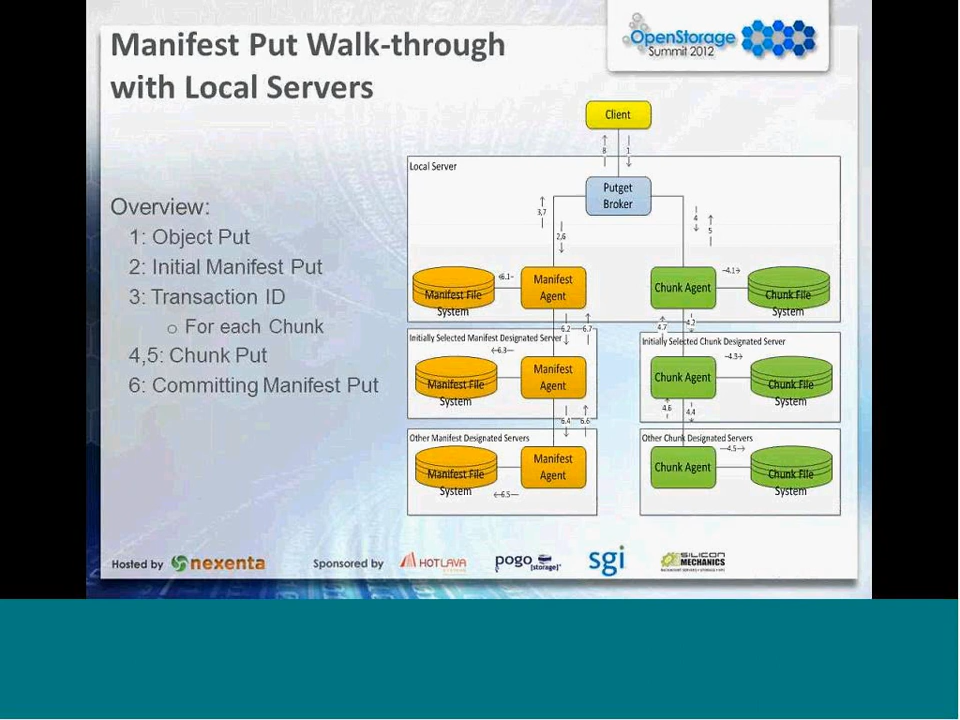 Manifest Put Walk-through
with Local Servers
OpenStorage
Summit 2012
Overview:
1: Object Put
2: Initial Manifest Put
3: Transaction ID
o For each Chunk
4,5: Chunk Put
6: Committing Manifest Put
Client
8
1
Local Server
Putget
Broker
3,7
2,6
4
5
Manifest File
System
6.1
Manifest
Agent
Chunk Agent
4.1
Chunk File
System
6.2
6.7
4.7
4.2
Initially Selected Manifest Designated Server
6.3
Manifest File
System
Manifest
Agent
Initially Selected Chunk Designated Server
4.3
Chunk Agent
Chunk File
System
6.4
6.6
4.6
4.4
Other Manifest Designated Servers
Manifest File
System
Manifest
Agent
6.5
Other Chunk Designated Servers
4.5
Chunk Agent
Chunk File
System
Hosted by nexenta
Sponsored by
HOTLAVA
pogo [storage]
sgi
SILICON
MECHANICS